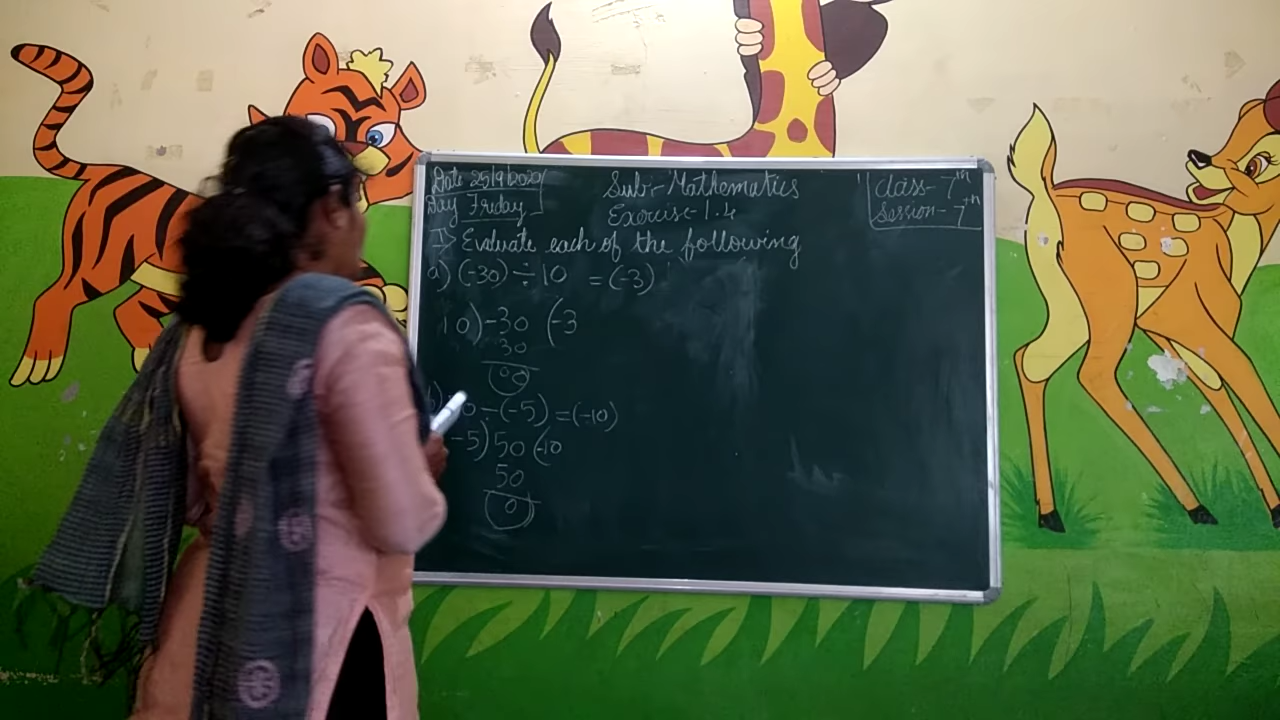 Date 25/9/2020
Sub:- Mathematics
Class- 7th
Day Friday
Exercise-1.4
Session- 7th
I> Evaluate each of the following
a) (-30) ÷ 10 = (-3)
10)-30 (-3
30
00
b) 50 ÷ (-5) = (-10)
-5) 50 (-10
50
0